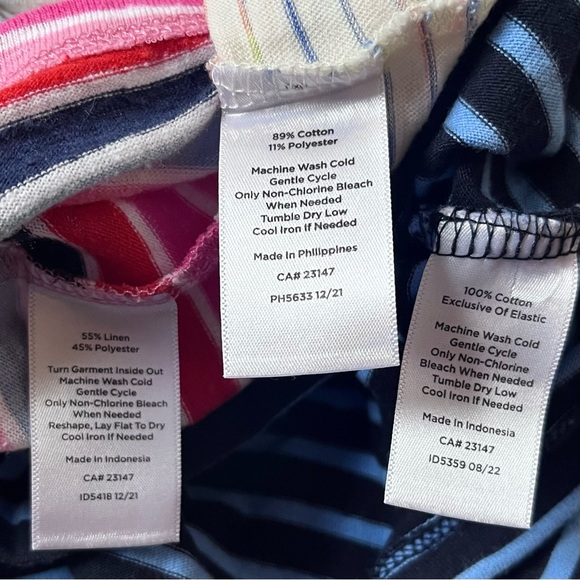 89% Cotton
11% Polyester
Machine Wash Cold
Gentle Cycle
Only Non-Chlorine Bleach
When Needed
Tumble Dry Low
Cool Iron If Needed
Made In Philippines
CA# 23147
PH5633 12/21
55% Linen
45% Polyester
Turn Garment Inside Out
Machine Wash Cold
Gentle Cycle
Only Non-Chlorine Bleach
When Needed
Reshape, Lay Flat To Dry
Cool Iron If Needed
Made In Indonesia
CA# 23147
ID5418 12/21
100% Cotton
Exclusive Of Elastic
Machine Wash Cold
Gentle Cycle
Only Non-Chlorine
Bleach When Needed
Tumble Dry Low
Cool Iron If Needed
Made In Indonesia
CA# 23147
ID5359 08/22